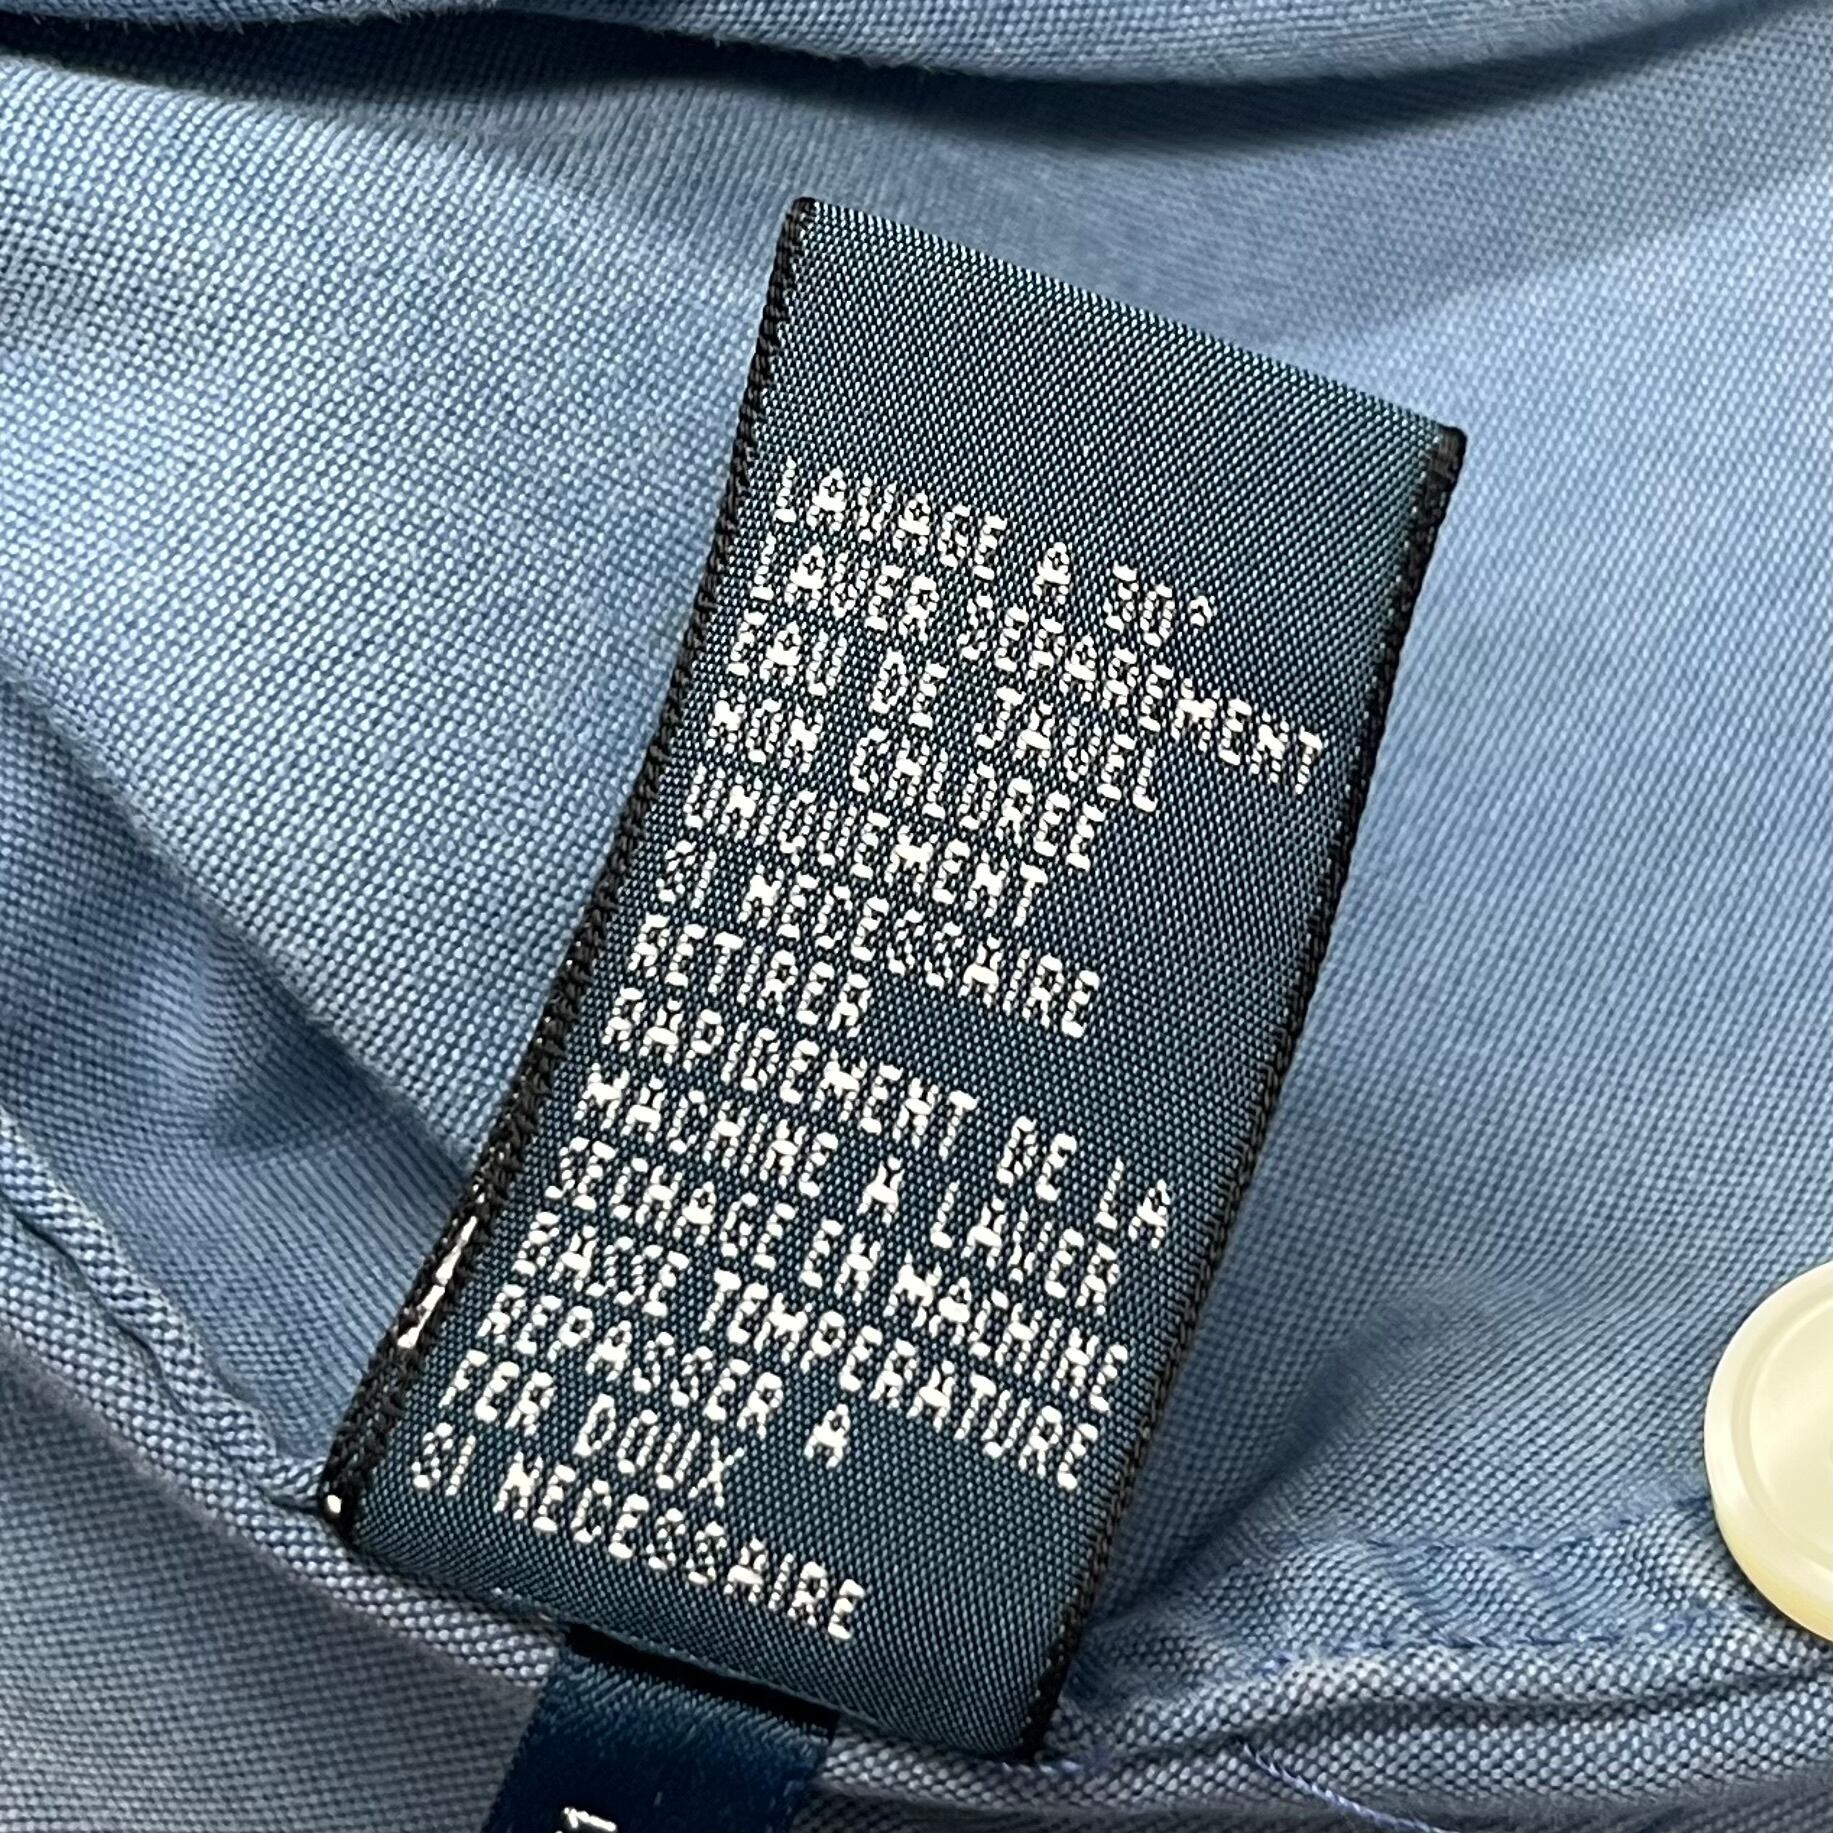 LAVAGE A 30°
LAVER SEPAREMENT
EAU DE JAVEL
NON CHLOREE
UNIQUEMENT
SI NECESSAIRE
RETIRER
RAPIDEMENT DE LA
MACHINE A LAVER
SECHAGE EN MACHINE
BASSE TEMPERATURE
REPASSER A
FER DOUX
SI NECESSAIRE